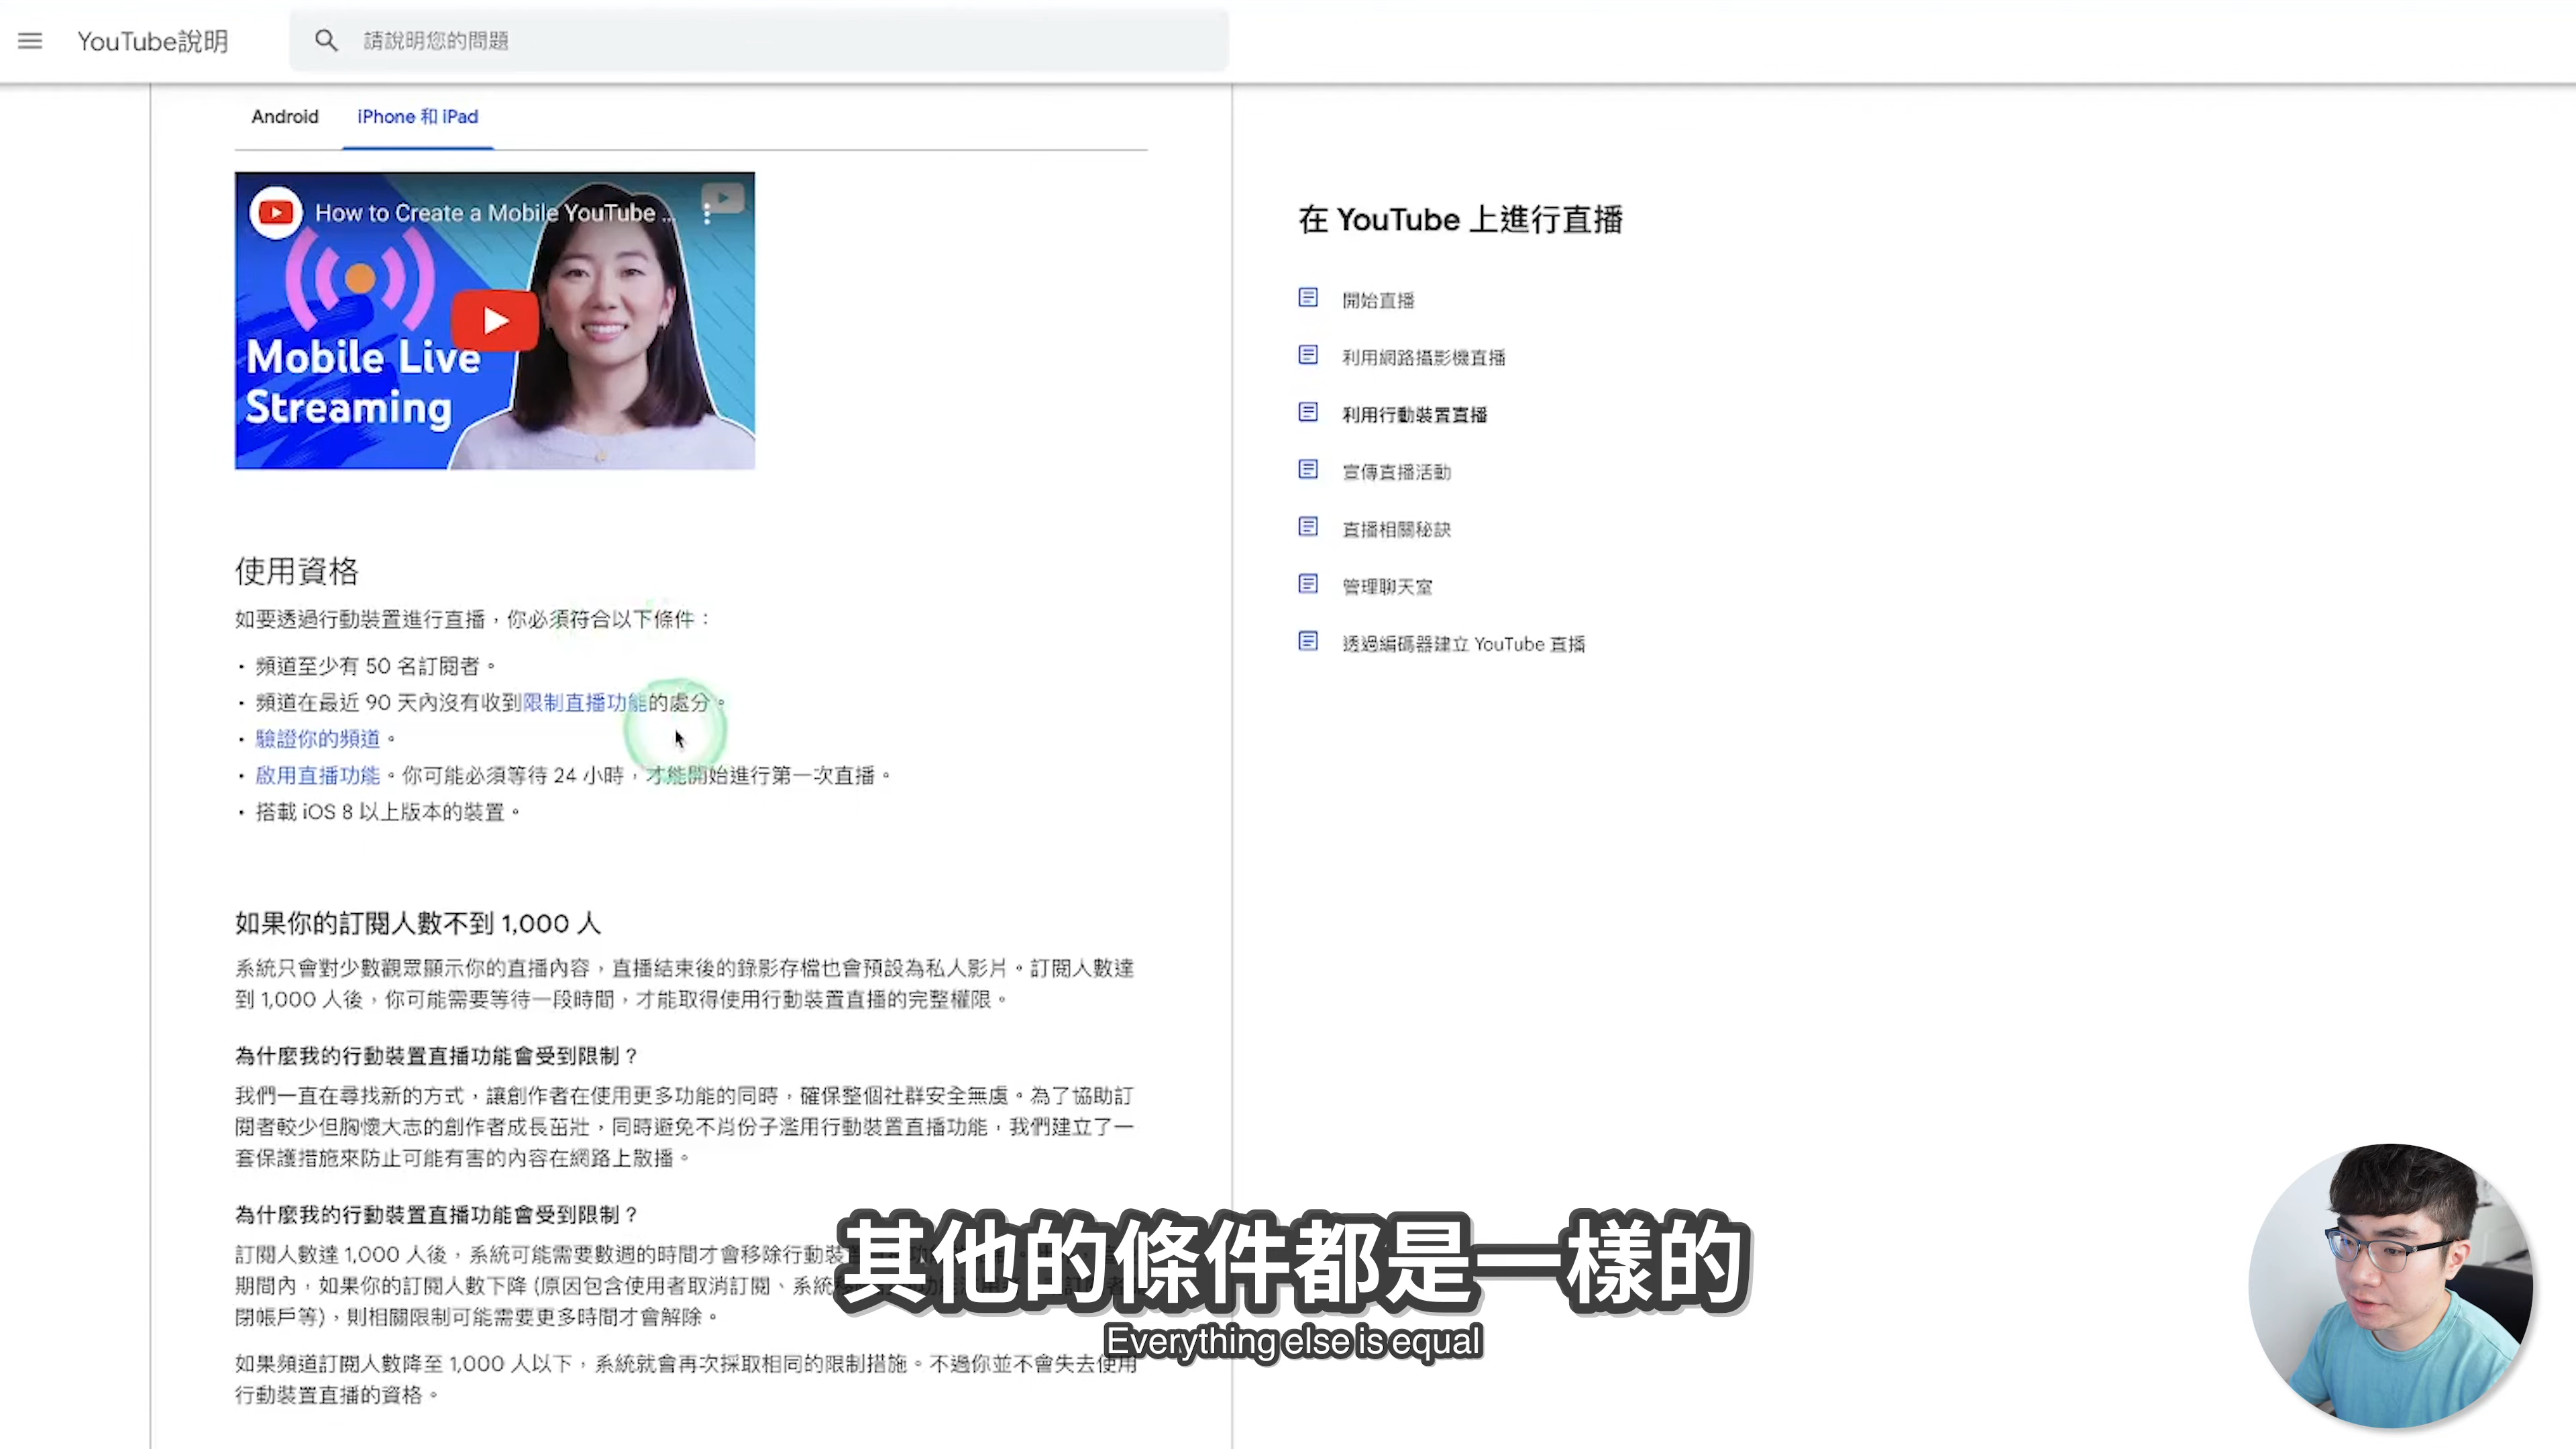 YouTube說明
請說明您的問題
Android
iPhone 和 iPad
How to Create a Mobile YouTube ...
Mobile Live
Streaming
使用資格
如要透過行動裝置進行直播，你必須符合以下條件：
• 頻道至少有 50 名訂閱者。
• 頻道在最近 90 天內沒有收到限制直播功能的處分。
• 驗證你的頻道。
• 啟用直播功能。你可能必須等待 24 小時，才能開始進行第一次直播。
• 搭載 iOS 8 以上版本的裝置。
如果你的訂閱人數不到 1,000 人
系統只會對少數觀眾顯示你的直播內容，直播結束後的錄影存檔也會預設為私人影片。訂閱人數達
到 1,000 人後，你可能需要等待一段時間，才能取得使用行動裝置直播的完整權限。
為什麼我的行動裝置直播功能會受到限制？
我們一直在尋找新的方式，讓創作者在使用更多功能的同時，確保整個社群安全無虞。為了協助訂
閱者較少但胸懷大志的創作者成長茁壯，同時避免不肖份子濫用行動裝置直播功能，我們建立了一
套保護措施來防止可能有害的內容在網路上散播。
為什麼我的行動裝置直播功能會受到限制？
訂閱人數達 1,000 人後，系統可能需要數週的時間才會移除行動裝
期間內，如果你的訂閱人數下降 (原因包含使用者取消訂閱、系統
閉帳戶等)，則相關限制可能需要更多時間才會解除。
如果頻道訂閱人數降至 1,000 人以下，系統就會再次採取相同的限制措施。不過你並不會失去使用
行動裝置直播的資格。
在 YouTube 上進行直播
開始直播
利用網路攝影機直播
利用行動裝置直播
宣傳直播活動
直播相關秘訣
管理聊天室
透過編碼器建立 YouTube 直播
其他的條件都是一樣的
Everything else is equal